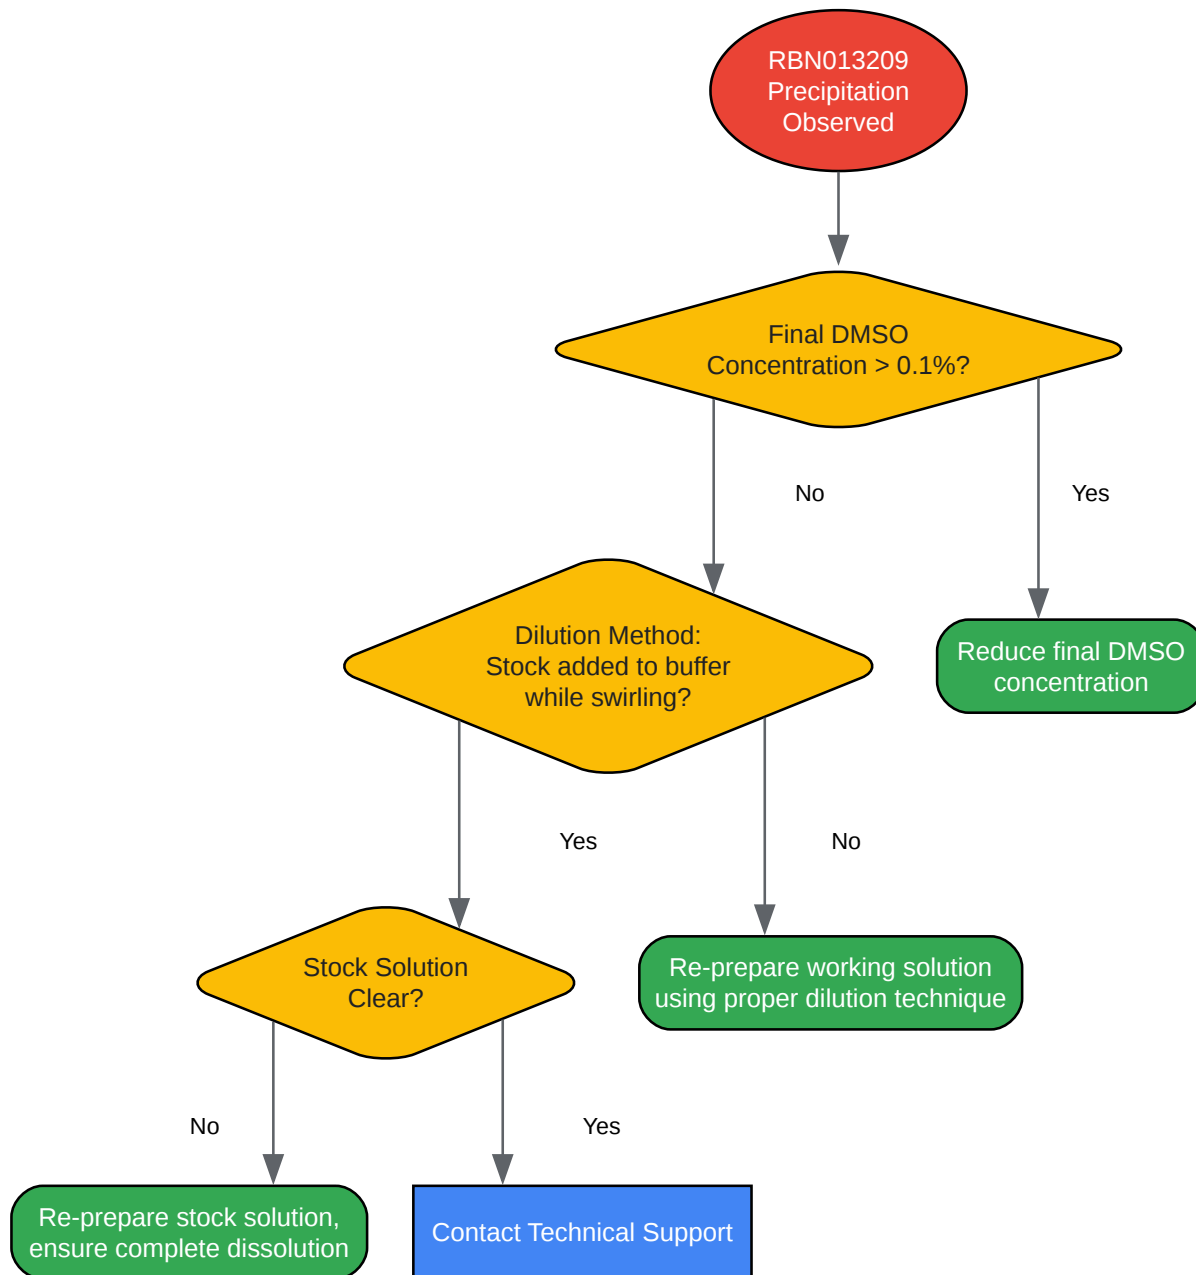 RBN013209
Precipitation
Observed
Final DMSO
Concentration > 0.1%?
No
Yes
Dilution Method:
Stock added to buffer
while swirling?
Reduce final DMSO
concentration
Yes
No
Stock Solution
Clear?
Re-prepare working solution
using proper dilution technique
No
Yes
Re-prepare stock solution,
ensure complete dissolution
Contact Technical Support